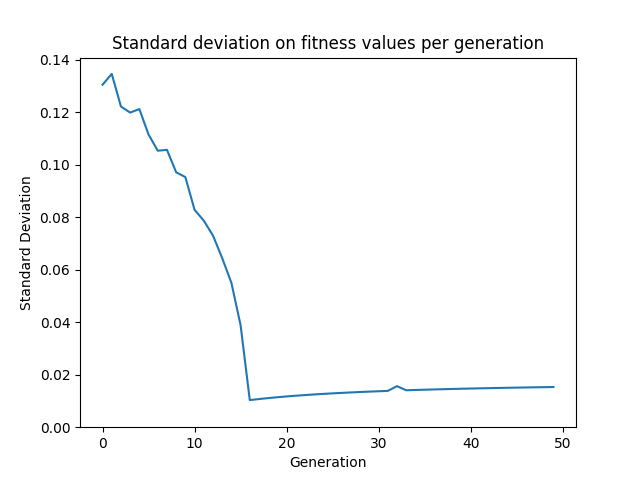 Standard deviation on fitness values per generation
0.14
0.12
0.10
0.08
0.06
0.04
0.02
0.00
Standard Deviation
0 10 20 30 40 50
Generation